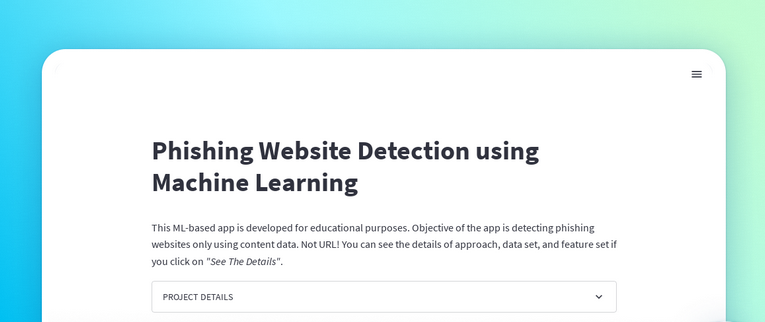 Phishing Website Detection using
Machine Learning
This ML-based app is developed for educational purposes. Objective of the app is detecting phishing
websites only using content data. Not URL! You can see the details of approach, data set, and feature set if
you click on "See The Details".
PROJECT DETAILS